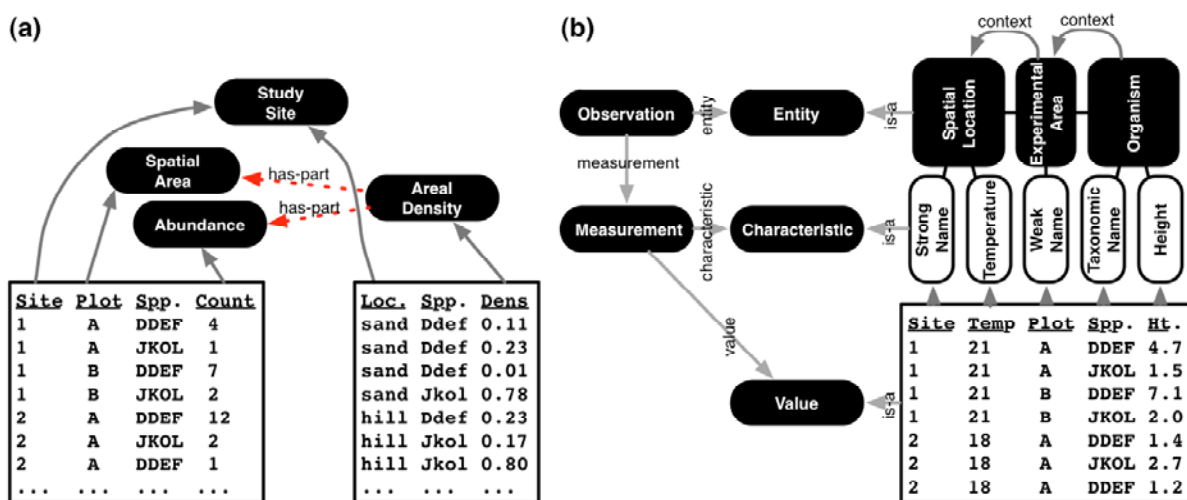 (a)
Study
Site
Spatial
Area
has-part
Areal
Density
has-part
Abundance
Site Plot Spp. Count
1 A DDEF 4
1 A JKOL 1
1 B DDEF 7
1 B JKOL 2
2 A DDEF 12
2 A JKOL 2
2 A DDEF 1
... ... ... ...
Loc. Spp. Dens
sand Ddef 0.11
sand Ddef 0.23
sand Ddef 0.01
sand Jkol 0.78
hill Ddef 0.23
hill Jkol 0.17
hill Jkol 0.80
... ... ...
(b)
context
context
Observation
entity
Entity
is-a
Spatial
Location
Experimental
Area
Organism
measurement
Measurement
characteristic
Characteristic
is-a
Strong
Name
Temperature
Weak
Name
Taxonomic
Name
Height
value
Value
is-a
Site Temp Plot Spp. Ht.
1 21 A DDEF 4.7
1 21 A JKOL 1.5
1 21 B DDEF 7.1
1 21 B JKOL 2.0
2 18 A DDEF 1.4
2 18 A JKOL 2.7
2 18 A DDEF 1.2